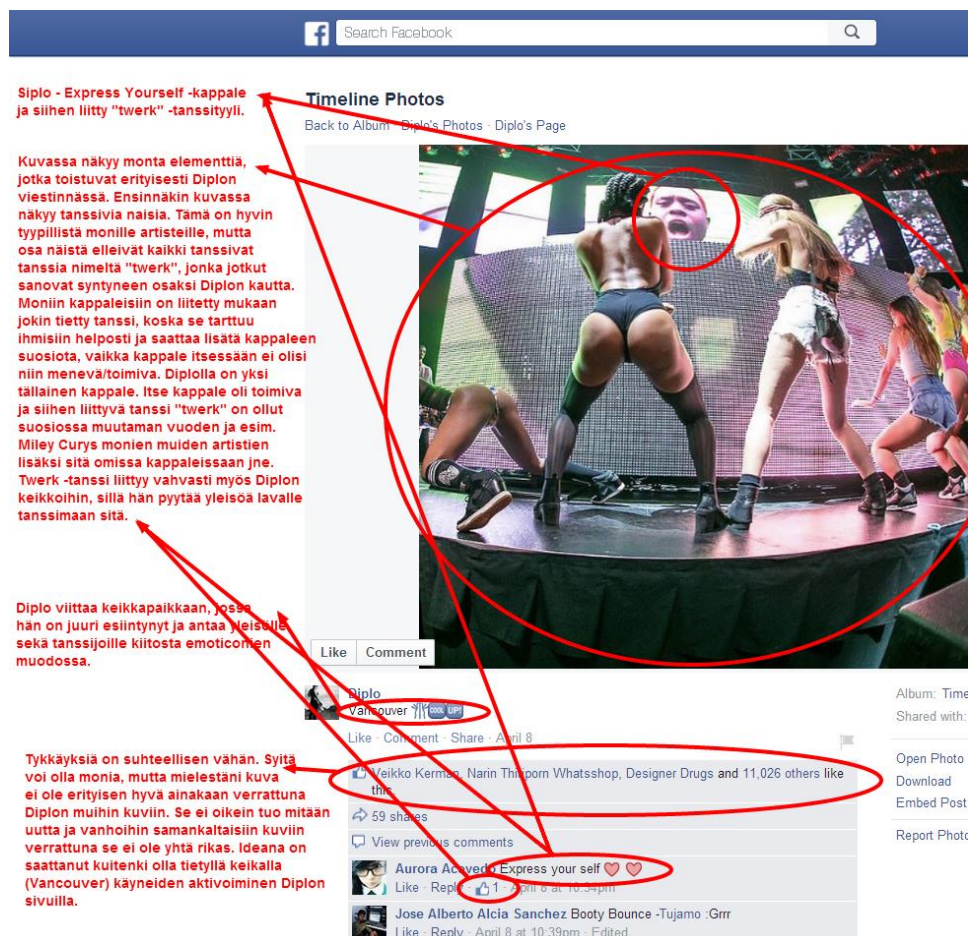 Search Facebook
Siplo - Express Yourself -kappale
ja siihen liitty "twerk" -tanssityyli.
Timeline Photos
Back to Album · Diplo's Photos · Diplo's Page
Kuvassa näkyy monta elementtiä,
jotka toistuvat erityisesti Diplon
viestinnässä. Ensinnäkin kuvassa
näkyy tanssivia naisia. Tämä on hyvin
tyypillistä monille artisteille, mutta
osa näistä elleivät kaikki tanssivat
tanssia nimeltä "twerk", jonka jotkut
sanovat syntyneen osaksi Diplon kautta.
Moniin kappaleisiin on liitetty mukaan
jokin tietty tanssi, koska se tarttuu
ihmisiin helposti ja saattaa lisätä kappaleen
suosiota, vaikka kappale itsessään ei olisi
niin menevä/toimiva. Diplolla on yksi
tällainen kappale. Itse kappale oli toimiva
ja siihen liittyvä tanssi "twerk" on ollut
suosiossa muutaman vuoden ja esim.
Miley Curys monien muiden artistien
lisäksi sitä omissa kappaleissaan jne.
Twerk -tanssi liittyy vahvasti myös Diplon
keikkoihin, sillä hän pyytää yleisöä lavalle
tanssimaan sitä.
Diplo viittaa keikkapaikkaan, jossa
hän on juuri esiintynyt ja antaa yleisölle
sekä tanssijoille kiitosta emoticonien
muodossa.
Like Comment
Diplo
Vancouver COOL UP!
Like · Comment · Share · April 8
Album: Time
Shared with:
Open Photo
Download
Embed Post
Report Photo
Tykkäyksiä on suhteellisen vähän. Syitä
voi olla monia, mutta mielestäni kuva
ei ole erityisen hyvä ainakaan verrattuna
Diplon muihin kuviin. Se ei oikein tuo mitään
uutta ja vanhoihin samankaltaisiin kuviin
verrattuna se ei ole yhtä rikas. Ideana on
saattanut kuitenki olla tietyllä keikalla
(Vancouver) käyneiden aktivoiminen Diplon
sivuilla.
Veikko Kerman, Narin Thitiporn Whatsshop, Designer Drugs and 11,026 others like
this.
59 shares
View previous comments
Aurora Acevedo Express your self
Like · Reply · 1 · April 8 at 10:34pm
Jose Alberto Alcia Sanchez Booty Bounce -Tujamo :Grrr
Like · Reply · April 8 at 10:39pm · Edited